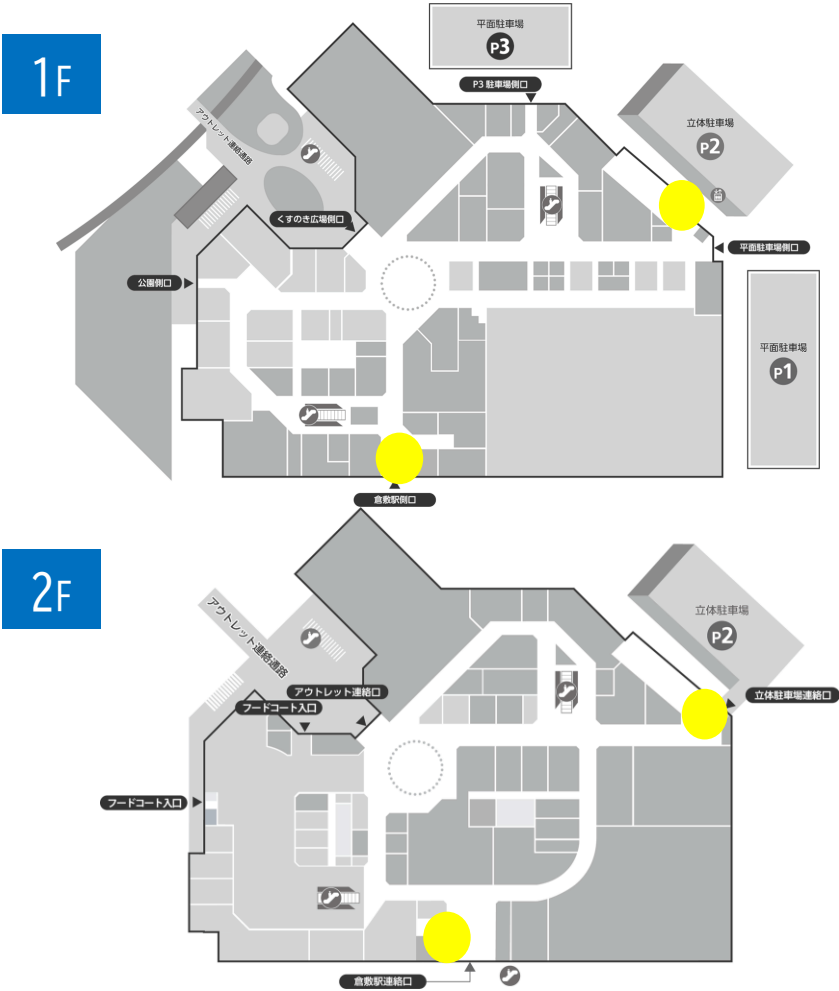 1F
平面駐車場
P3
P3 駐車場側口
アウトレット連絡通路
立体駐車場
P2
くすのき広場側口
平面駐車場側口
公園側口
平面駐車場
P1
倉敷駅側口
2F
アウトレット連絡通路
立体駐車場
P2
アウトレット連絡口
立体駐車場連絡口
フードコート入口
フードコート入口
倉敷駅連絡口